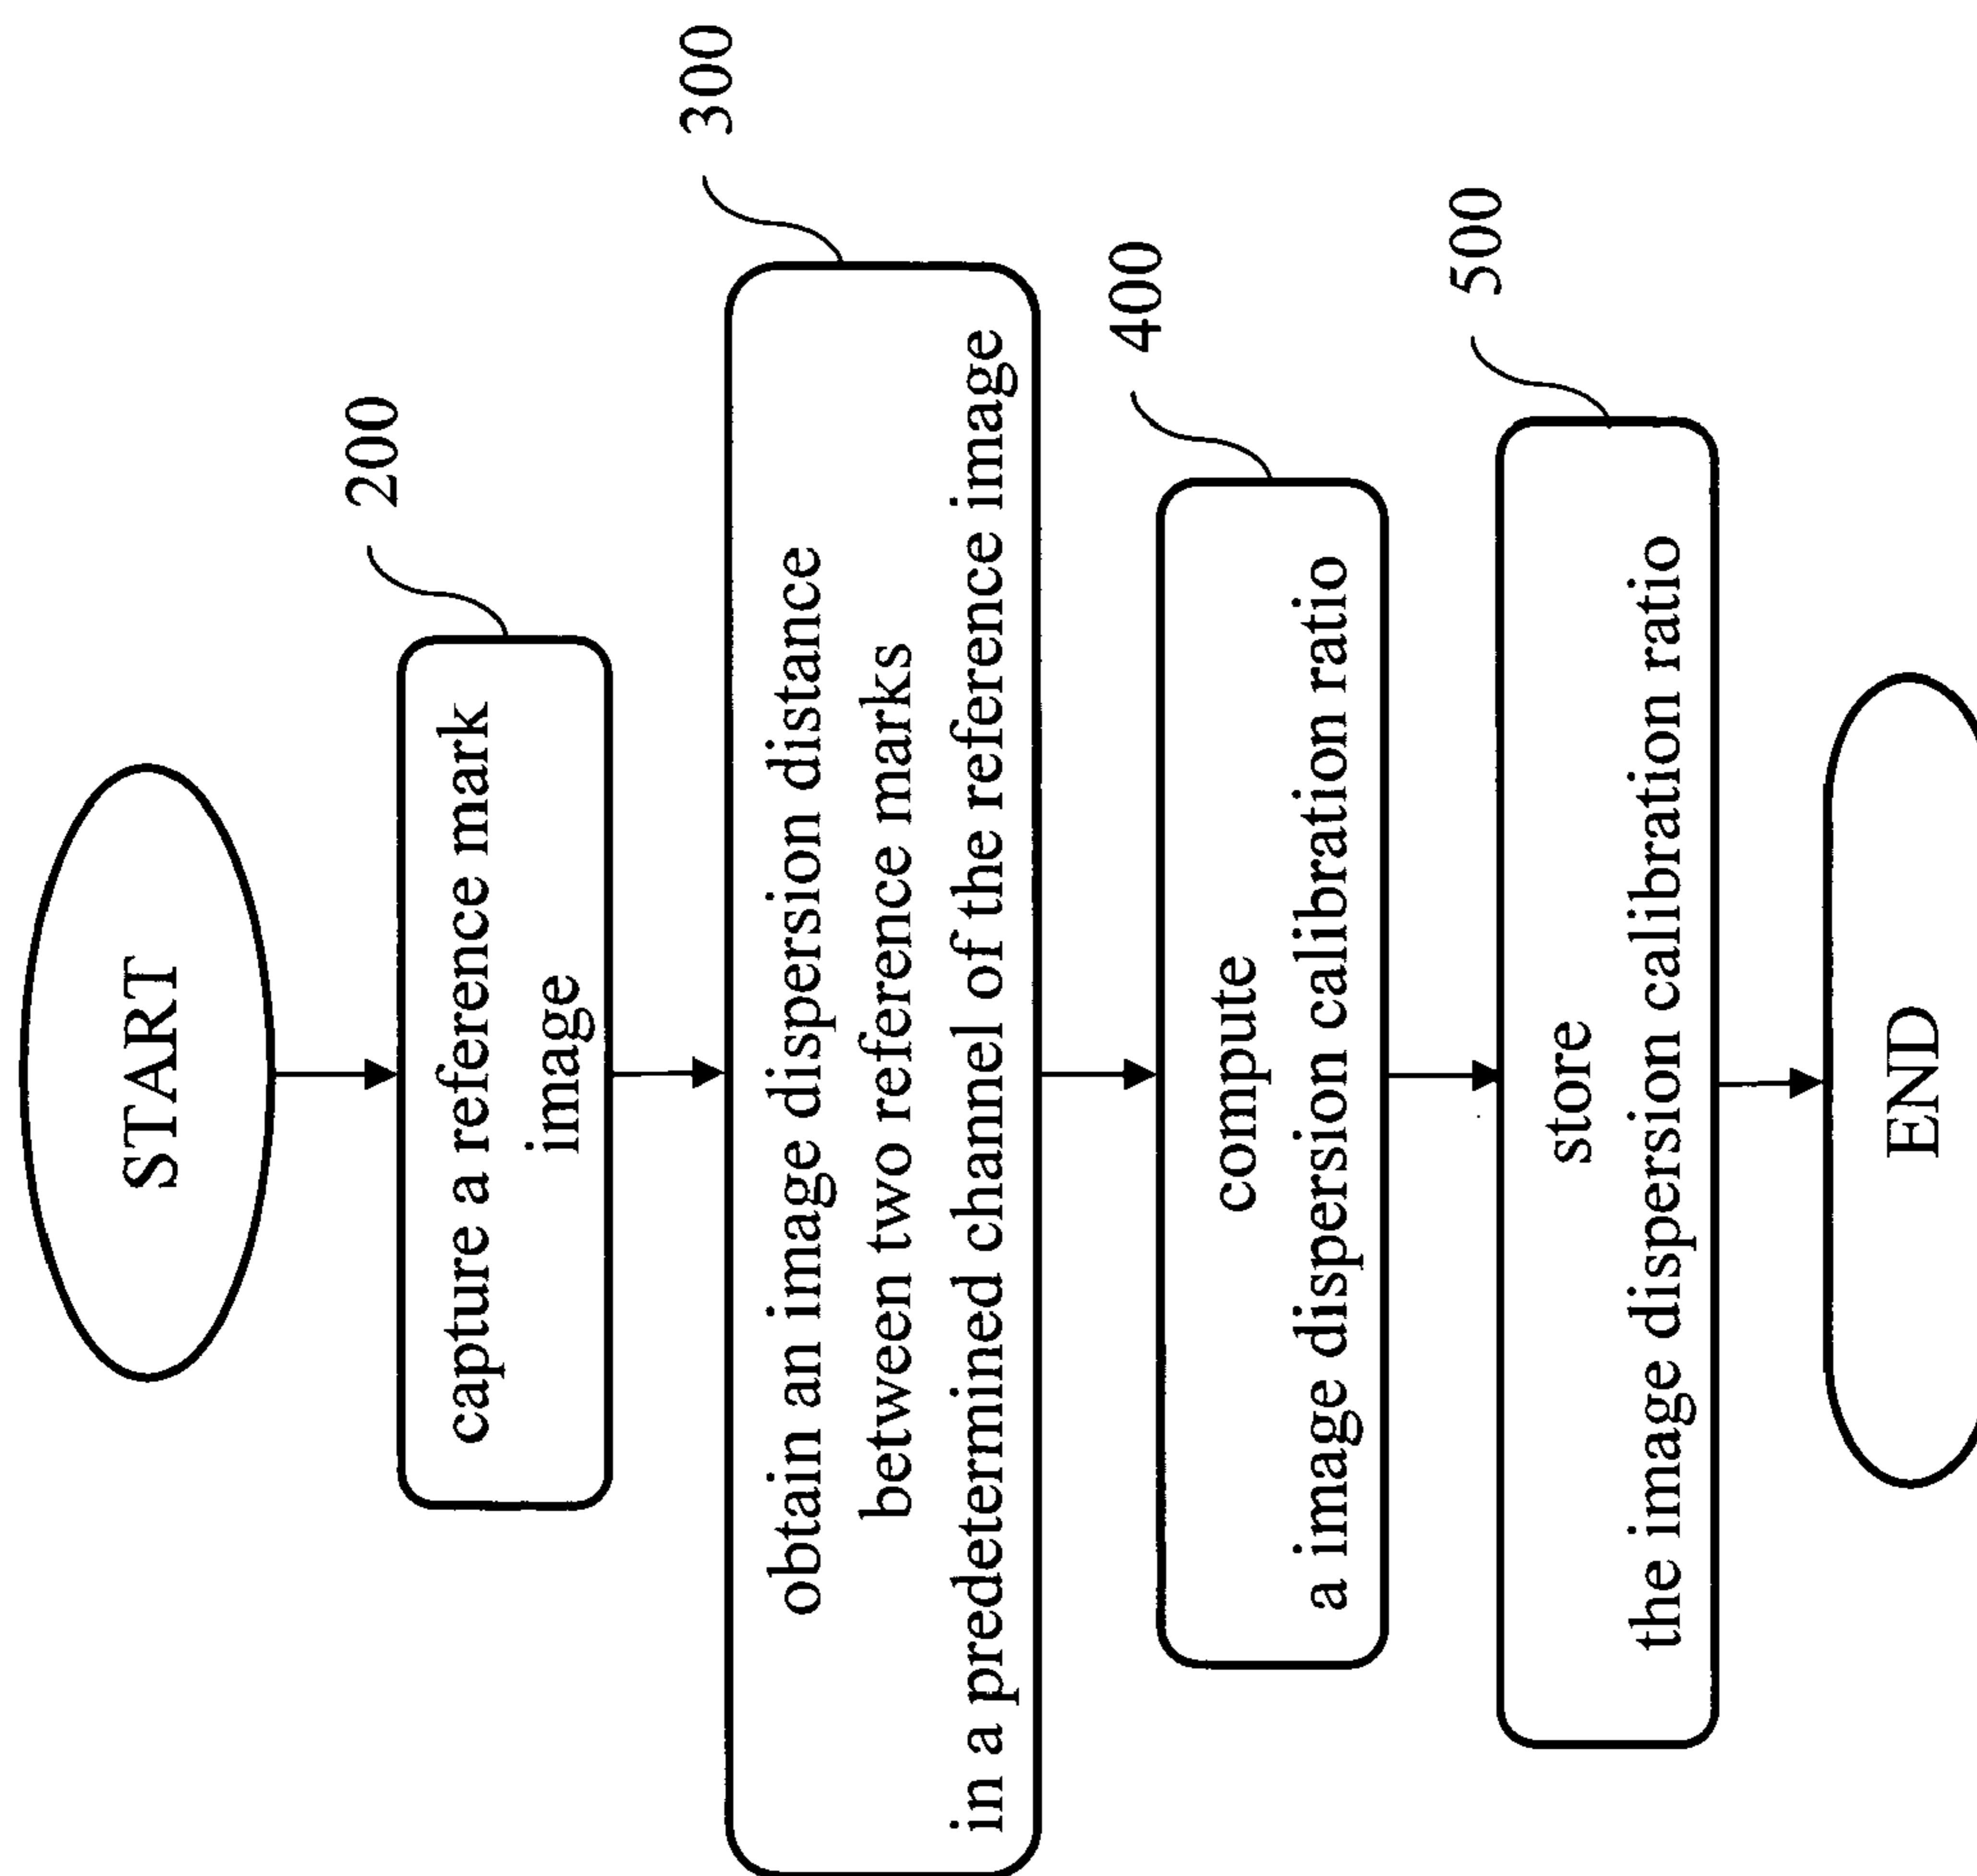 START
200
capture a reference mark
image
300
obtain an image dispersion distance
between two reference marks
in a predetermined channel of the reference image
400
compute
a image dispersion calibration ratio
500
store
the image dispersion calibration ratio
END